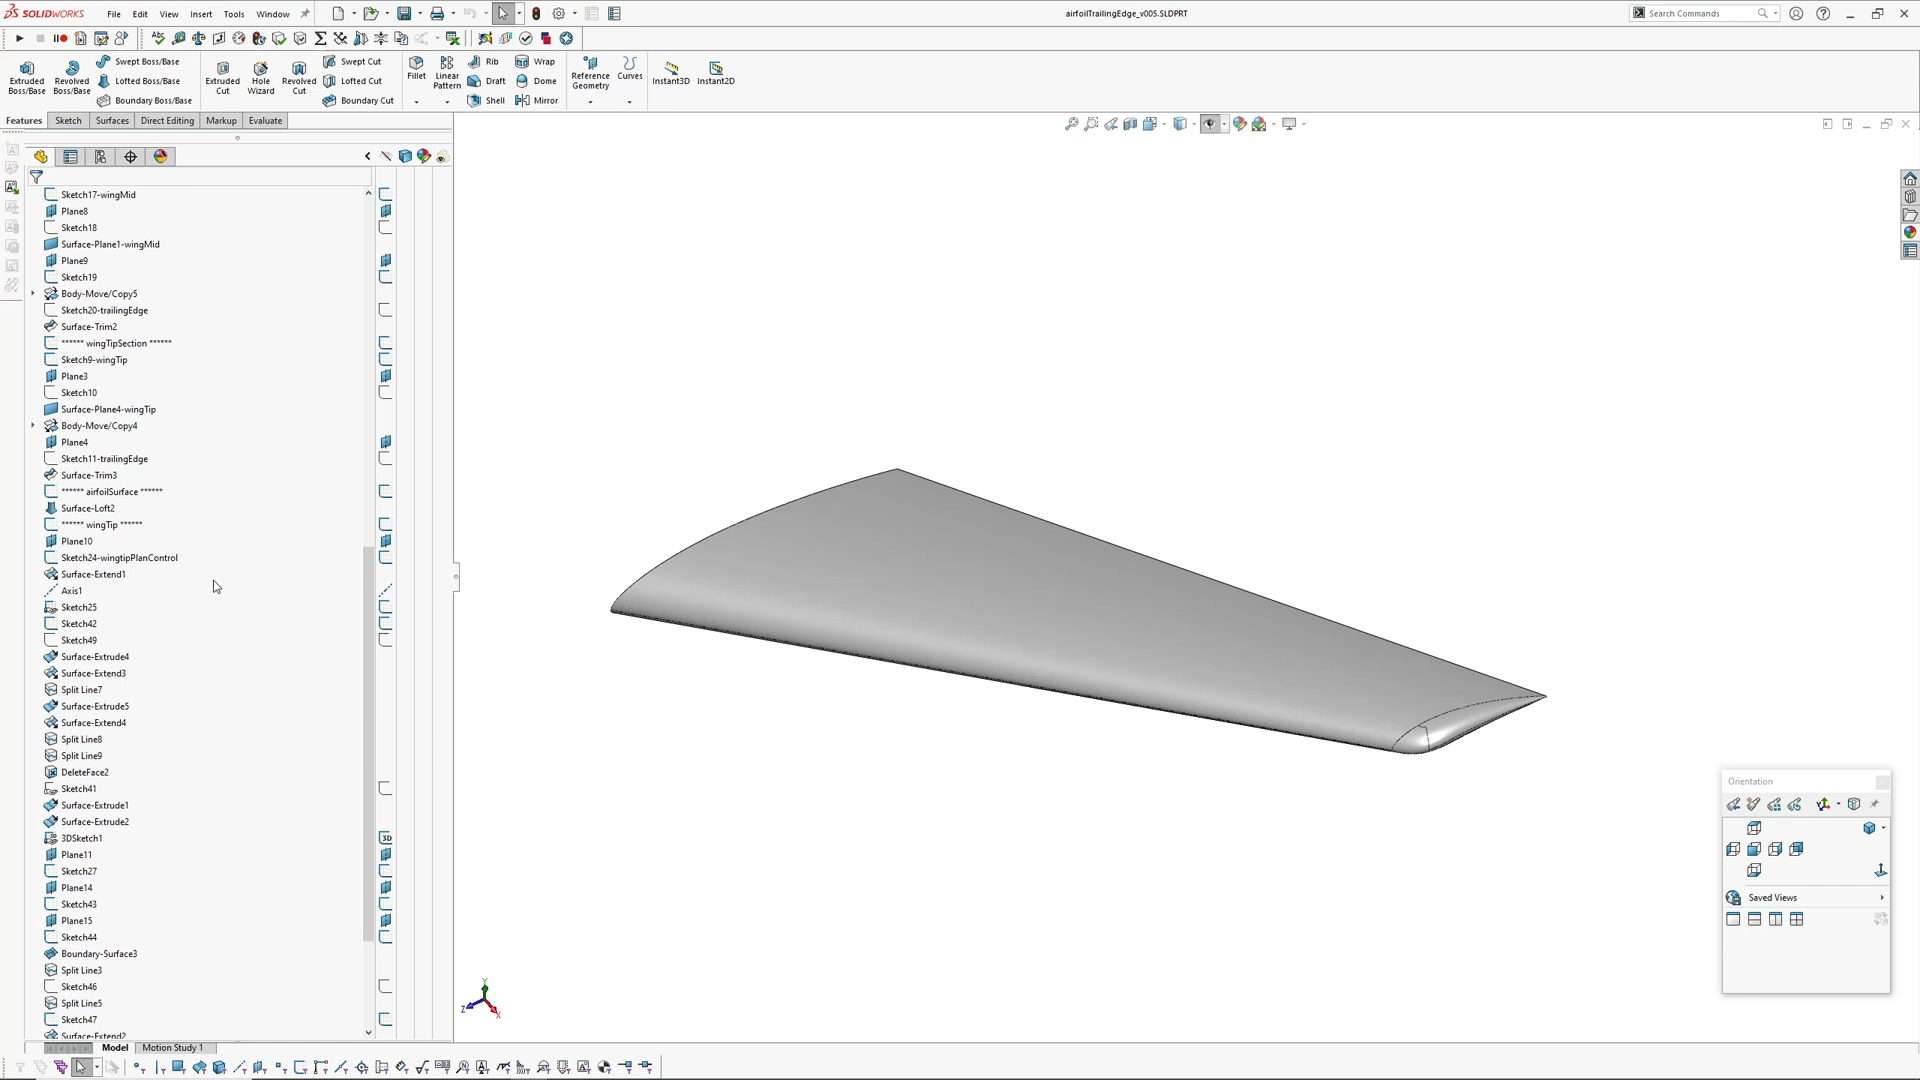 SOLIDWORKS
File
Edit
View
Insert
Tools
Window
airfoilTrailingEdge_v005.SLDPRT
Search Commands
Extruded Boss/Base
Revolved Boss/Base
Swept Boss/Base
Lofted Boss/Base
Boundary Boss/Base
Extruded Cut
Hole Wizard
Revolved Cut
Swept Cut
Lofted Cut
Boundary Cut
Fillet
Linear Pattern
Rib
Draft
Shell
Wrap
Dome
Mirror
Reference Geometry
Curves
Instant3D
Instant2D
Features
Sketch
Surfaces
Direct Editing
Markup
Evaluate
Sketch17-wingMid
Plane8
Sketch18
Surface-Plane1-wingMid
Plane9
Sketch19
Body-Move/Copy5
Sketch20-trailingEdge
Surface-Trim2
****** wingTipSection ******
Sketch9-wingTip
Plane3
Sketch10
Surface-Plane4-wingTip
Body-Move/Copy4
Plane4
Sketch11-trailingEdge
Surface-Trim3
****** airfoilSurface ******
Surface-Loft2
****** wingTip ******
Plane10
Sketch24-wingtipPlanControl
Surface-Extend1
Axis1
Sketch25
Sketch42
Sketch49
Surface-Extrude4
Surface-Extend3
Split Line7
Surface-Extrude5
Surface-Extend4
Split Line8
Split Line9
DeleteFace2
Sketch41
Surface-Extrude1
Surface-Extrude2
3DSketch1
3D
Plane11
Sketch27
Plane14
Sketch43
Plane15
Sketch44
Boundary-Surface3
Split Line3
Sketch46
Split Line5
Sketch47
Surface-Extend2
Orientation
Saved Views
Y
Z
X
Model
Motion Study 1